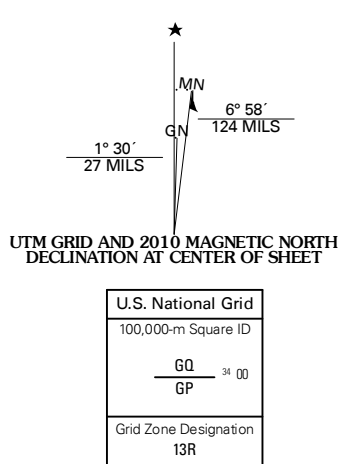 ★
MN
6° 58´
124 MILS
GN
1° 30´
27 MILS
UTM GRID AND 2010 MAGNETIC NORTH
DECLINATION AT CENTER OF SHEET
U.S. National Grid
100,000-m Square ID
GQ
34 00
GP
Grid Zone Designation
13R